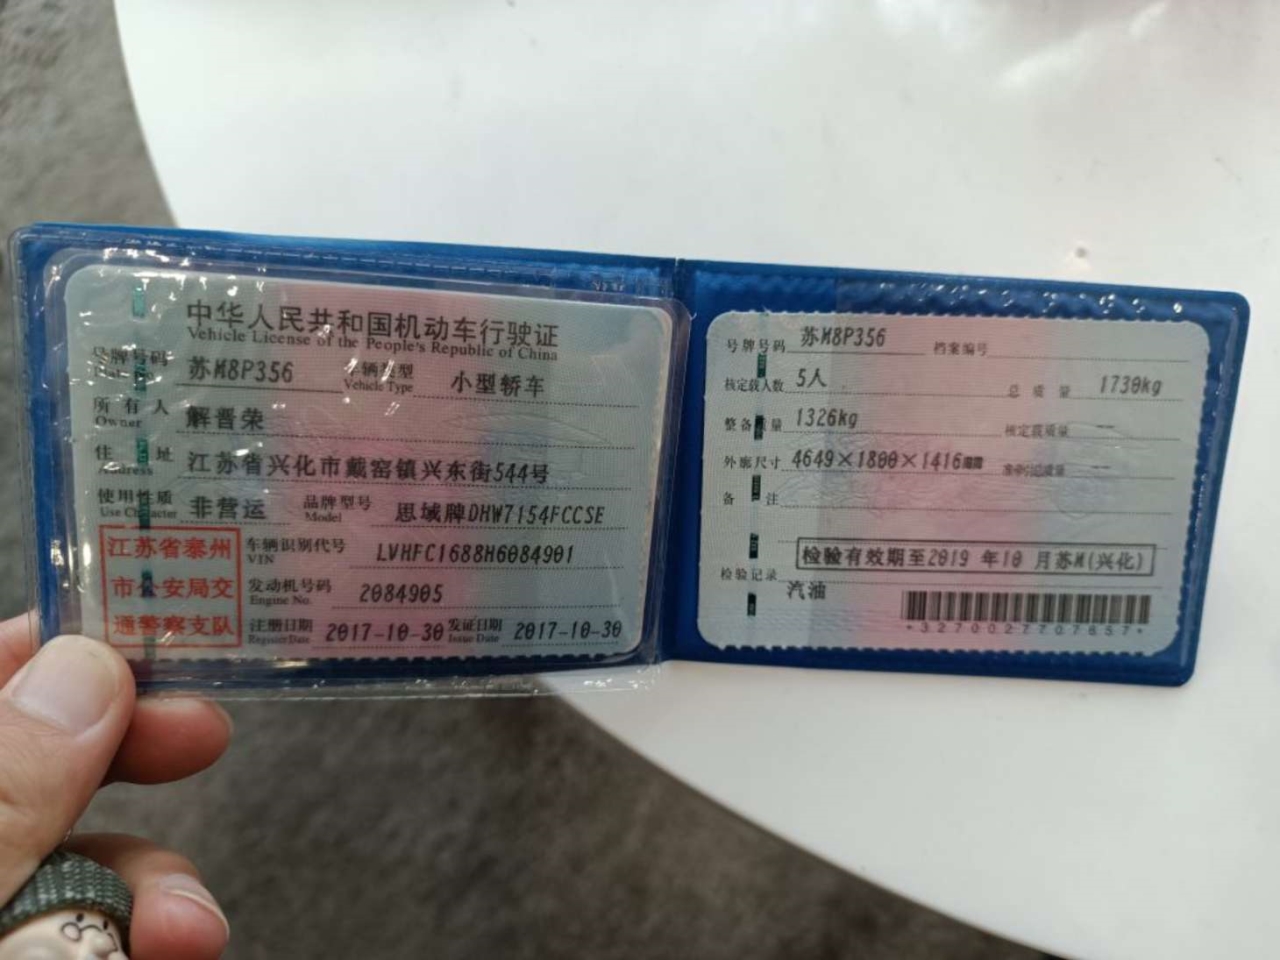 中华人民共和国机动车行驶证
Vehicle License of the People's Republic of China
号牌号码 苏M8P356 车辆类型 Vehicle Type 小型轿车
所有人 Owner 解晋荣
住址 Address 江苏省兴化市戴窑镇兴东街544号
使用性质 Use Character 非营运 品牌型号 Model 思域牌DHW7154FCCSE
江苏省泰州
市公安局交
通警察支队
车辆识别代号 VIN LVHFC1688H6084901
发动机号码 Engine No. 2084905
注册日期 Register Date 2017-10-30 发证日期 Issue Date 2017-10-30
号牌号码 苏M8P356 档案编号
核定载人数 5人 总质量 1730kg
整备质量 1326kg 核定载质量 --
外廓尺寸 4649×1800×1416 --
备注
检验有效期至2019 年10 月苏M(兴化)
检验记录
汽油
*3270027707657*